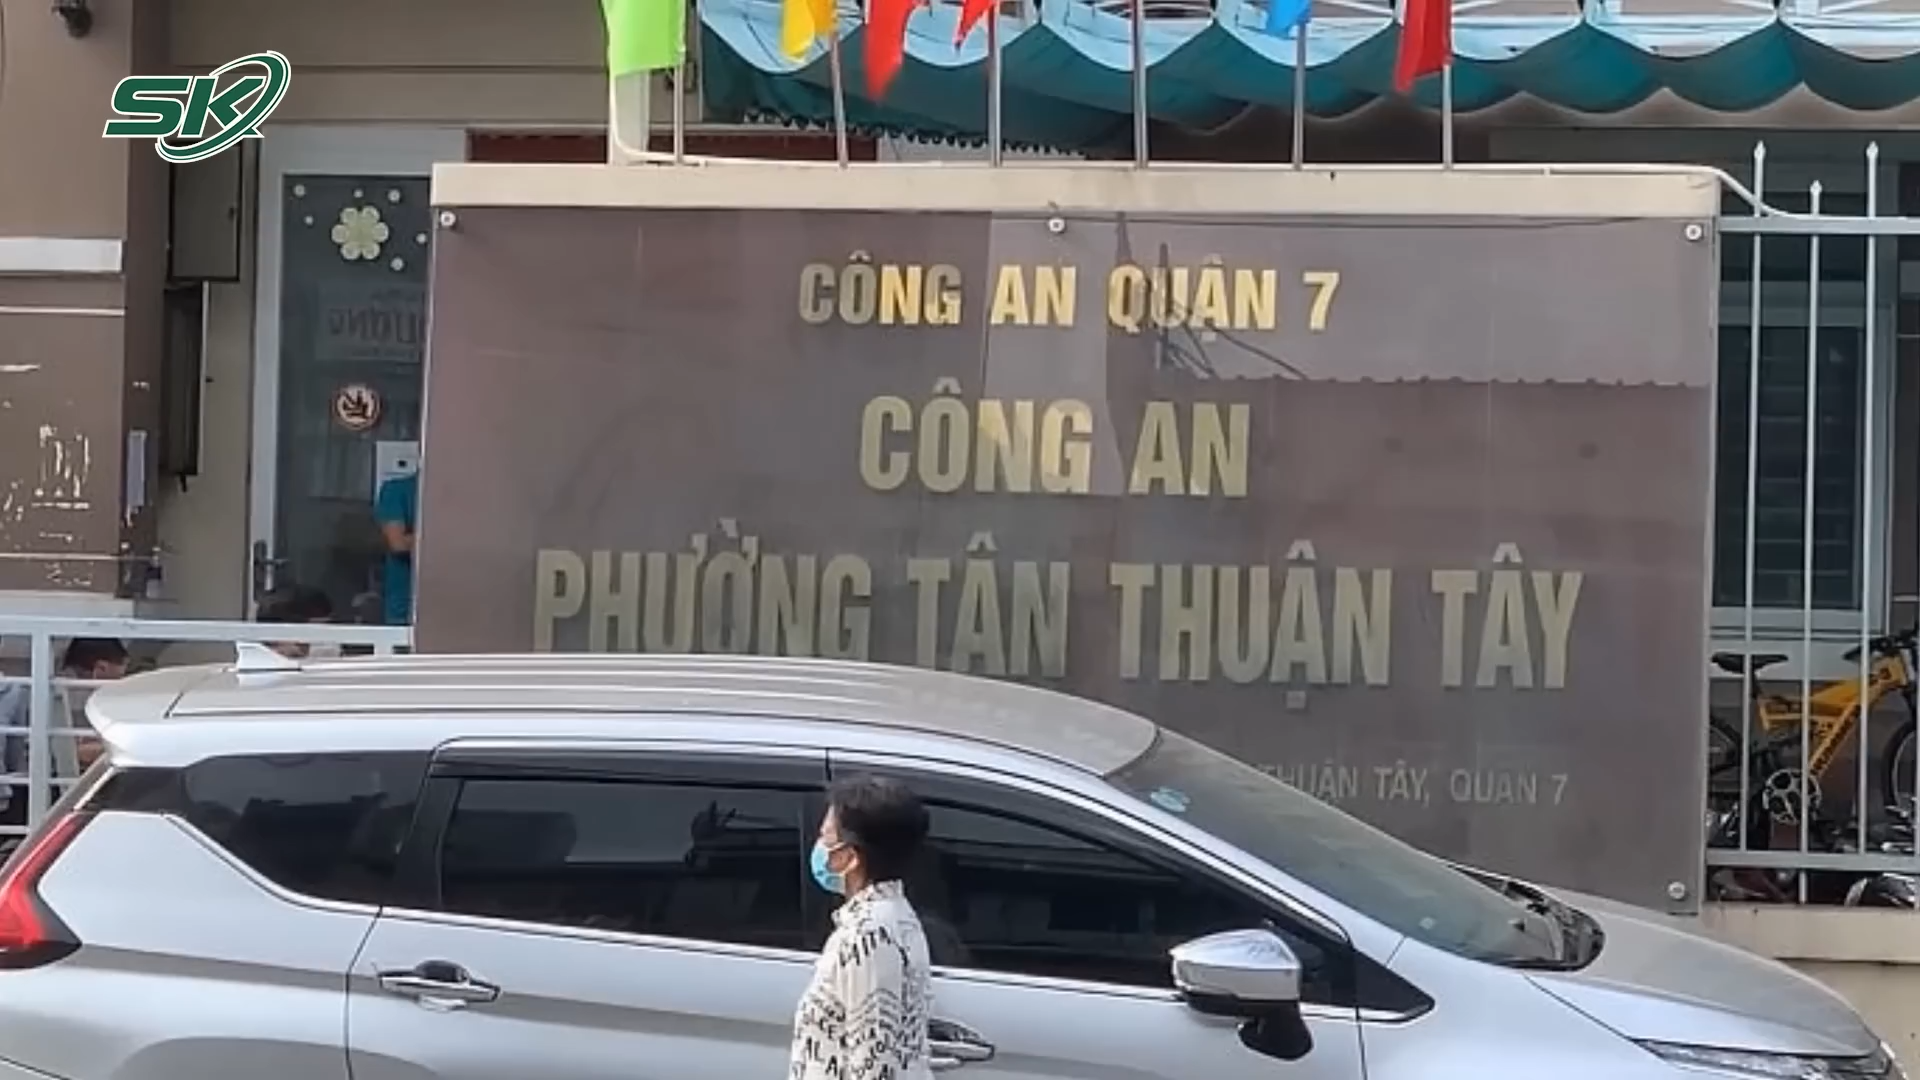 SK
CÔNG AN QUẬN 7
CÔNG AN
PHƯỜNG TÂN THUẬN TÂY
THUẬN TÂY, QUẬN 7